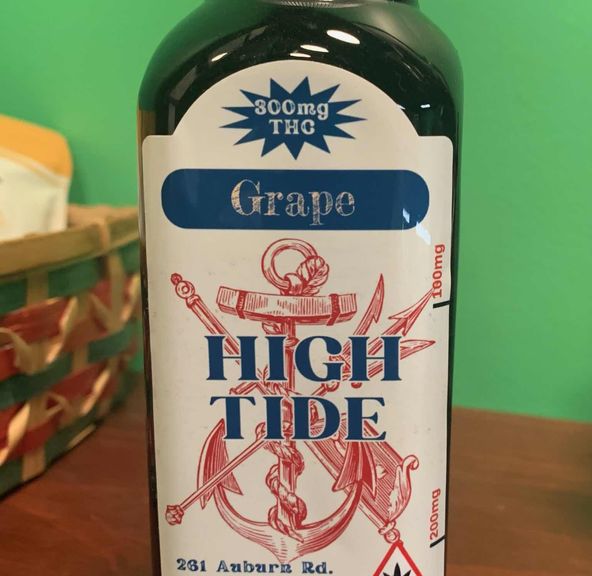 300mg
THC
Grape
100mg
HIGH
TIDE
200mg
261 Auburn Rd.